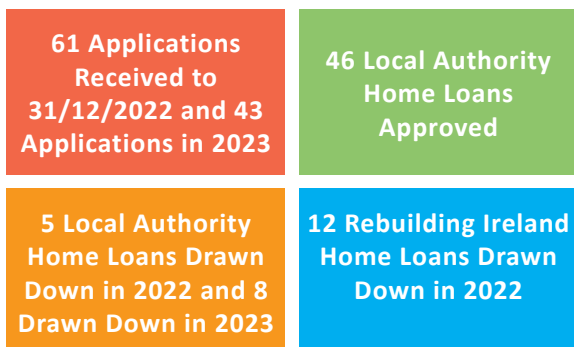 61 Applications
Received to
31/12/2022 and 43
Applications in 2023
46 Local Authority
Home Loans
Approved
5 Local Authority
Home Loans Drawn
Down in 2022 and 8
Drawn Down in 2023
12 Rebuilding Ireland
Home Loans Drawn
Down in 2022